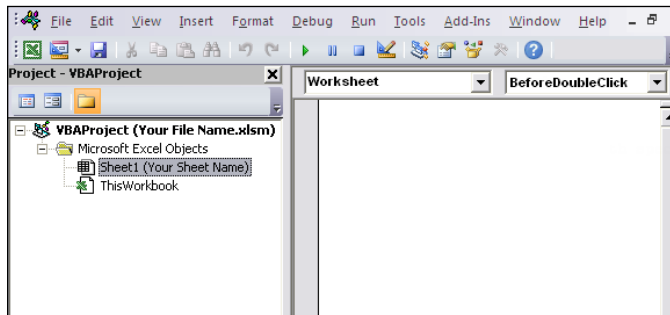 File Edit View Insert Format Debug Run Tools Add-Ins Window Help
Project - VBAProject
Worksheet BeforeDoubleClick
VBAProject (Your File Name.xlsm)
Microsoft Excel Objects
Sheet1 (Your Sheet Name)
ThisWorkbook